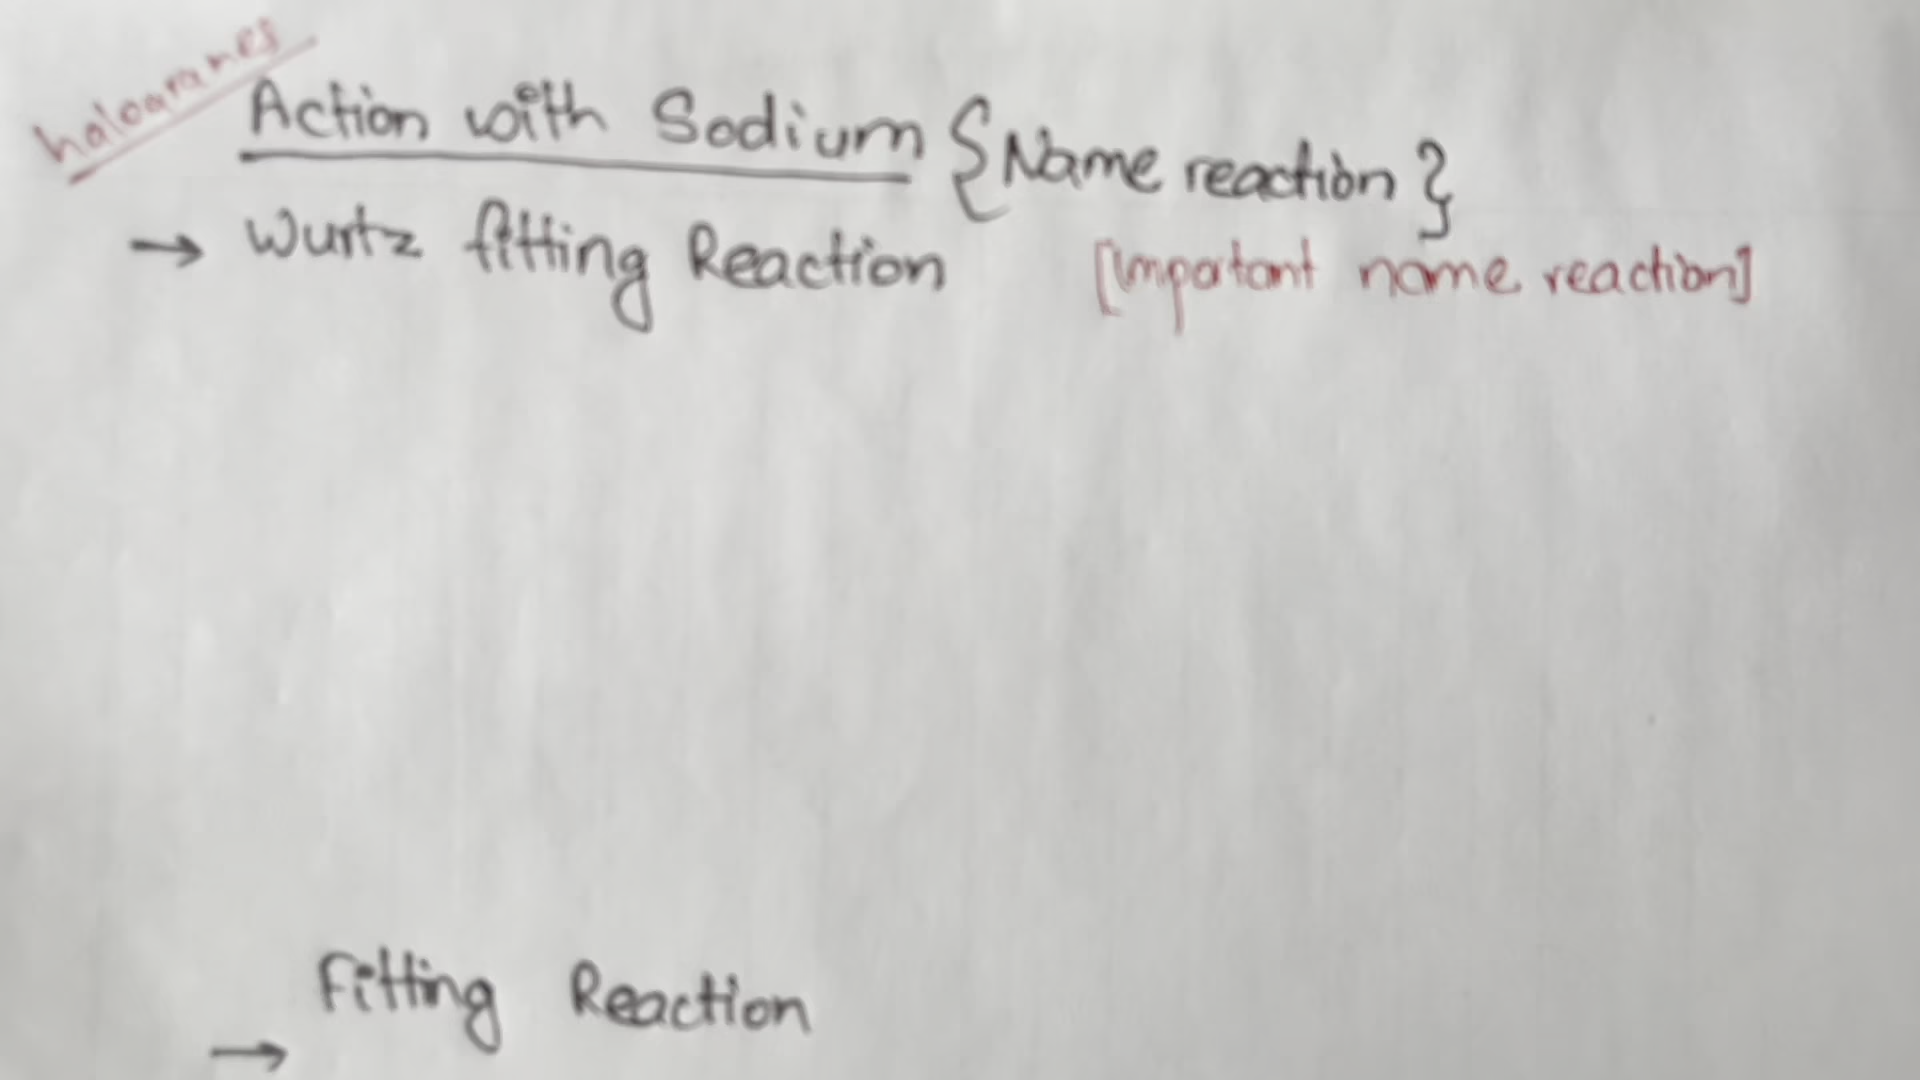 haloarenes
Action with Sodium {Name reaction}
→ Wurtz fitting Reaction [Important name reaction]
Fitting Reaction
→